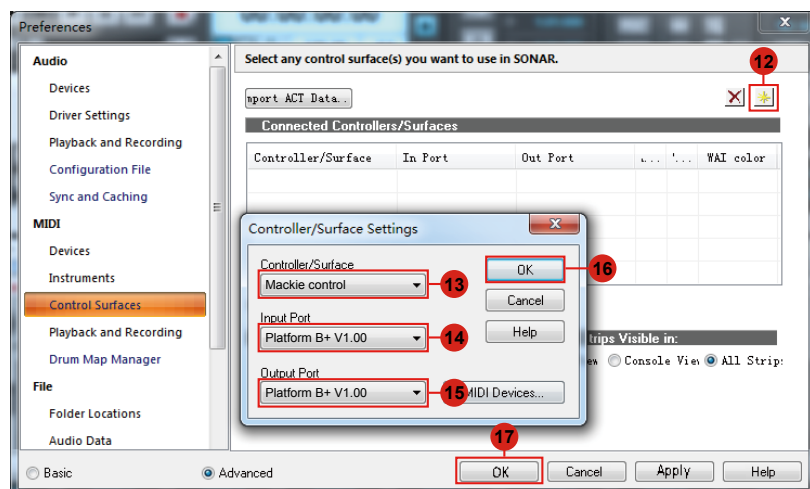 Preferences
Audio
Devices
Driver Settings
Playback and Recording
Configuration File
Sync and Caching
MIDI
Devices
Instruments
Control Surfaces
Playback and Recording
Drum Map Manager
File
Folder Locations
Audio Data
Basic
Advanced
Select any control surface(s) you want to use in SONAR.
12
mport ACT Data..
Connected Controllers/Surfaces
Controller/Surface In Port Out Port ... '... WAI color
Controller/Surface Settings
Controller/Surface
Mackie control
13
OK
16
Cancel
Input Port
Platform B+ V1.00
14
Help
Output Port
Platform B+ V1.00
15
MIDI Devices...
trips Visible in:
ew Console Vie All Strip:
17
OK Cancel Apply Help